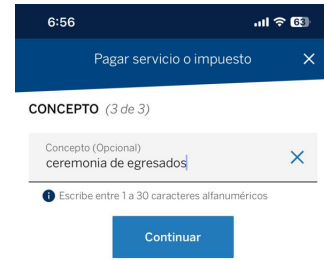 6:56
63
Pagar servicio o impuesto
CONCEPTO (3 de 3)
Concepto (Opcional)
ceremonia de egresados
Escribe entre 1 a 30 caracteres alfanuméricos
Continuar